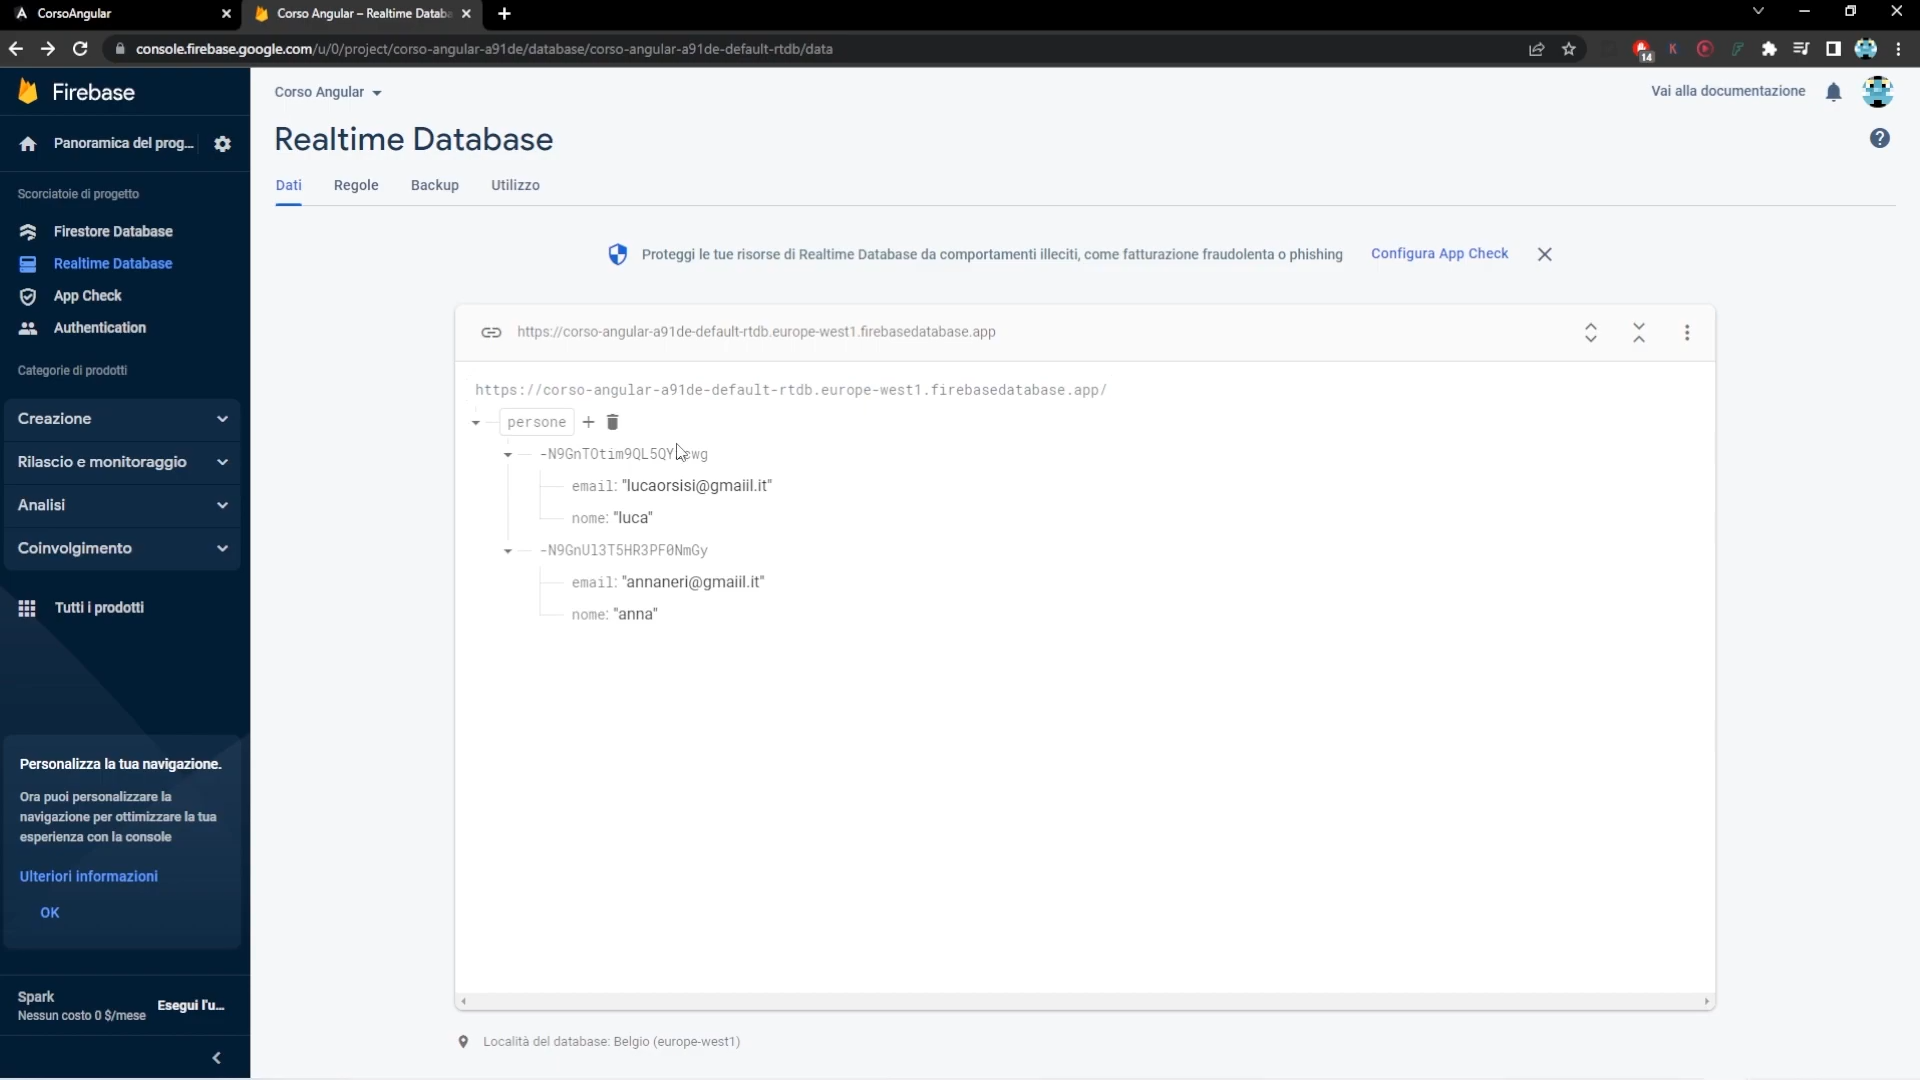 CorsoAngular
Corso Angular – Realtime Databa
console.firebase.google.com/u/0/project/corso-angular-a91de/database/corso-angular-a91de-default-rtdb/data
14
Firebase
Corso Angular
Vai alla documentazione
Panoramica del prog...
Realtime Database
Dati Regole Backup Utilizzo
Scorciatoie di progetto
Firestore Database
Realtime Database
App Check
Authentication
Proteggi le tue risorse di Realtime Database da comportamenti illeciti, come fatturazione fraudolenta o phishing Configura App Check
Categorie di prodotti
Creazione
Rilascio e monitoraggio
Analisi
Coinvolgimento
Tutti i prodotti
https://corso-angular-a91de-default-rtdb.europe-west1.firebasedatabase.app
https://corso-angular-a91de-default-rtdb.europe-west1.firebasedatabase.app/
persone
email: "lucaorsisi@gmaiil.it"
nome: "luca"
-N9GnUl3T5HR3PF0NmGy
email: "annaneri@gmaiil.it"
nome: "anna"
Personalizza la tua navigazione.
Ora puoi personalizzare la
navigazione per ottimizzare la tua
esperienza con la console
Ulteriori informazioni
OK
Spark
Nessun costo 0 $/mese
Esegui l'u...
Località del database: Belgio (europe-west1)